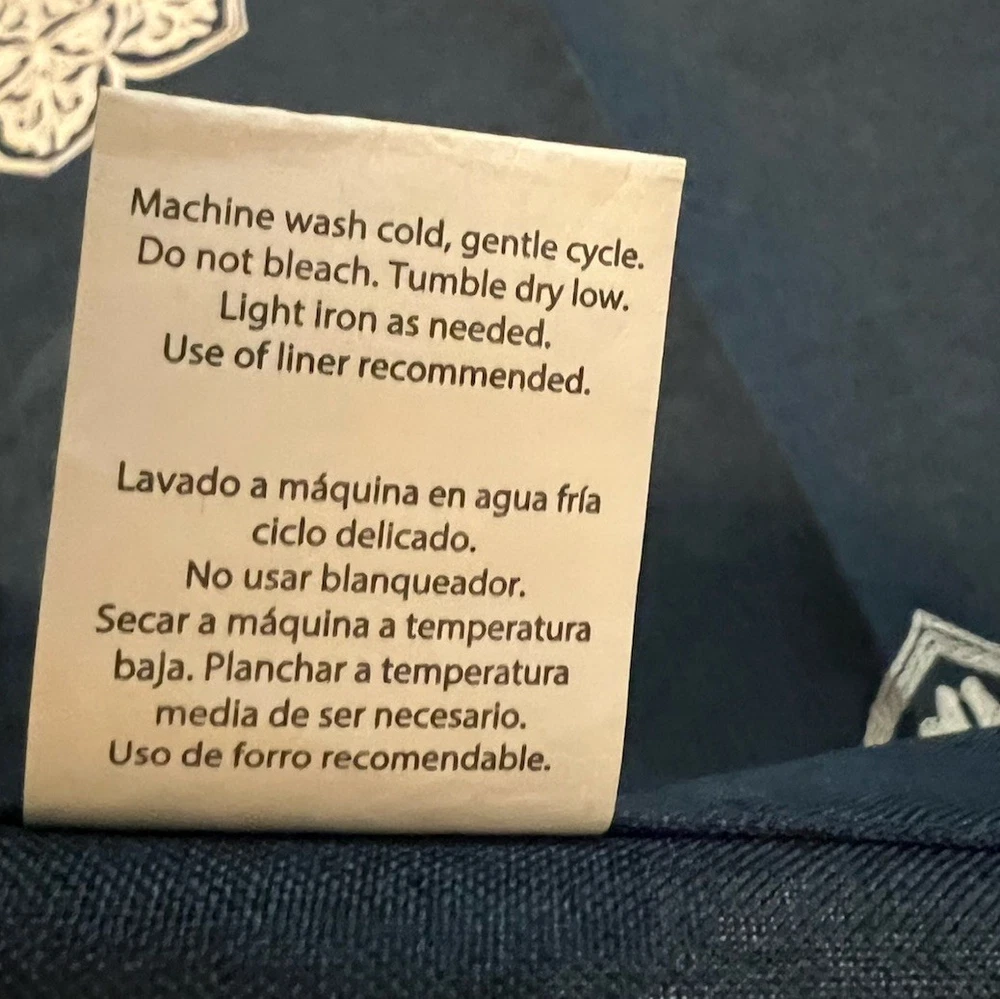 Machine wash cold, gentle cycle.
Do not bleach. Tumble dry low.
Light iron as needed.
Use of liner recommended.
Lavado a máquina en agua fría
ciclo delicado.
No usar blanqueador.
Secar a máquina a temperatura
baja. Planchar a temperatura
media de ser necesario.
Uso de forro recomendable.